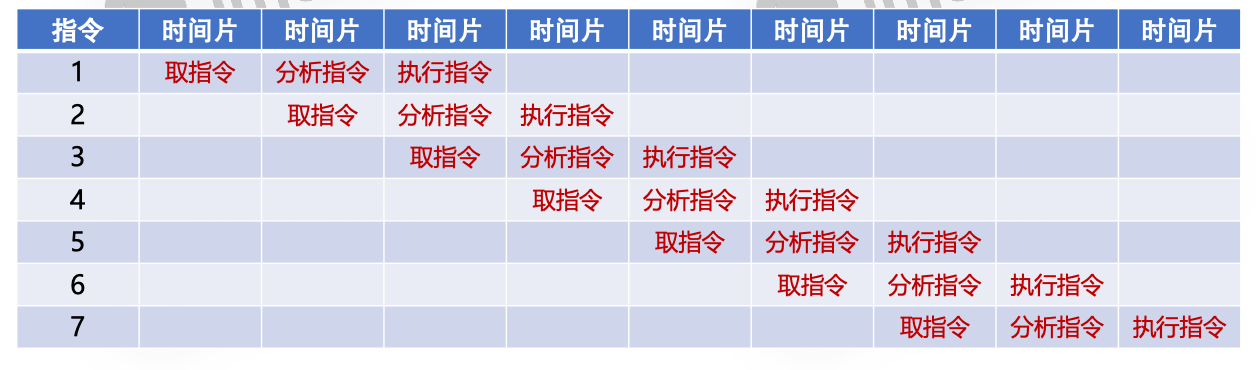 指令 时间片 时间片 时间片 时间片 时间片 时间片 时间片 时间片 时间片
1 取指令 分析指令 执行指令
2 取指令 分析指令 执行指令
3 取指令 分析指令 执行指令
4 取指令 分析指令 执行指令
5 取指令 分析指令 执行指令
6 取指令 分析指令 执行指令
7 取指令 分析指令 执行指令